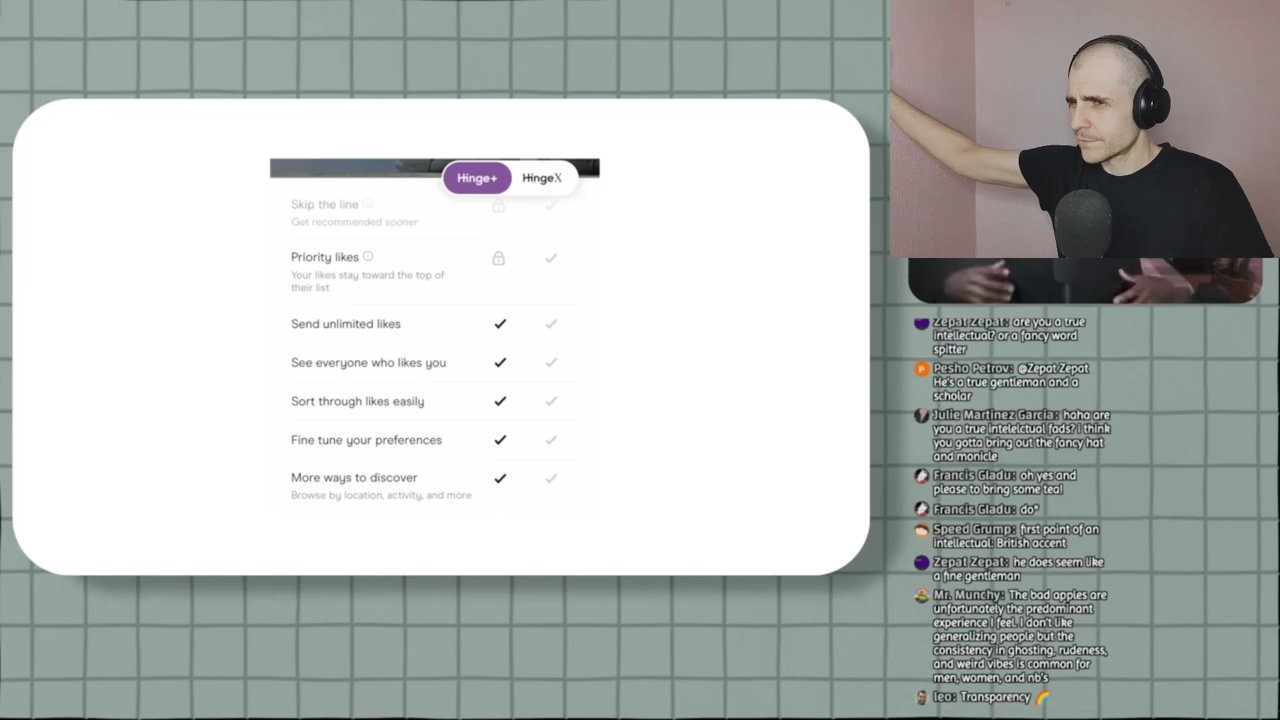 Hinge+ HingeX
Skip the line
Get recommended sooner
Priority likes
Your likes stay toward the top of
their list
Send unlimited likes
See everyone who likes you
Sort through likes easily
Fine tune your preferences
More ways to discover
Browse by location, activity, and more
Zepat Zepat: are you a true
intellectual? or a fancy word
spitter
P Pesho Petrov: @Zepat Zepat
He's a true gentleman and a
scholar
Julie Martinez Garcia: haha are
you a true intelelctual fads? i think
you gotta bring out the fancy hat
and monicle
Francis Gladu: oh yes and
please to bring some tea!
Francis Gladu: do*
Speed Grump: first point of an
intellectual: British accent
Zepat Zepat: he does seem like
a fine gentleman
Mr. Munchy: The bad apples are
unfortunately the predominant
experience I feel. I don't like
generalizing people but the
consistency in ghosting, rudeness,
and weird vibes is common for
men, women, and nb's
leo: Transparency 🌈